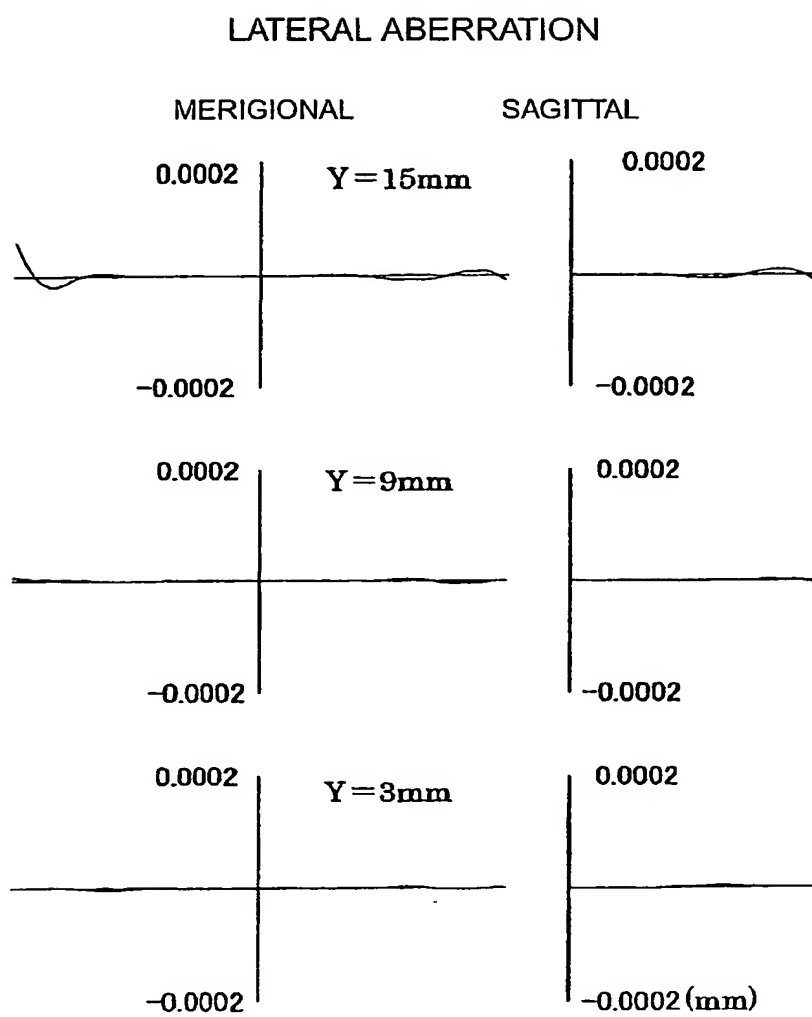 LATERAL ABERRATION
MERIGIONAL SAGITTAL
0.0002 Y=15mm 0.0002
-0.0002 -0.0002
0.0002 Y=9mm 0.0002
-0.0002 -0.0002
0.0002 Y=3mm 0.0002
-0.0002 -0.0002 (mm)